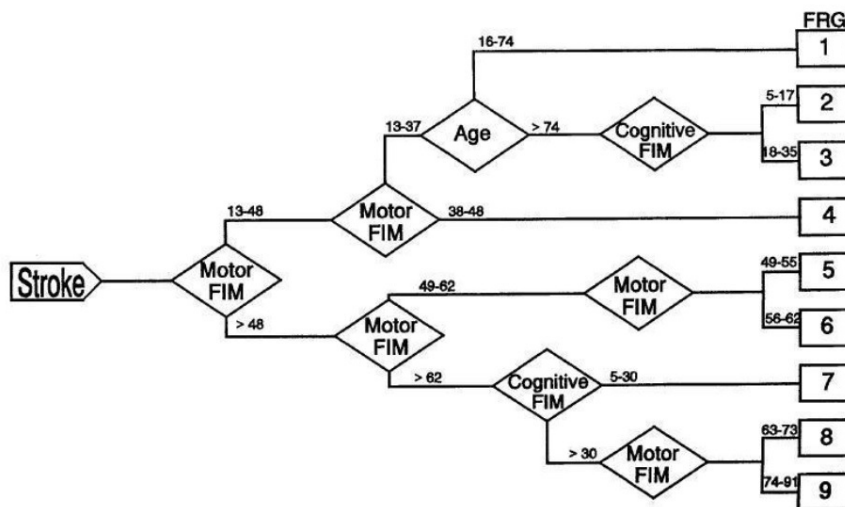 FRG
16-74
1
5-17
2
13-37
Age
> 74
Cognitive
FIM
18-35
3
13-48
Motor
FIM
38-48
4
Stroke
Motor
FIM
49-62
Motor
FIM
49-55
5
56-62
6
> 48
Motor
FIM
> 62
Cognitive
FIM
5-30
7
> 30
Motor
FIM
63-73
8
74-91
9